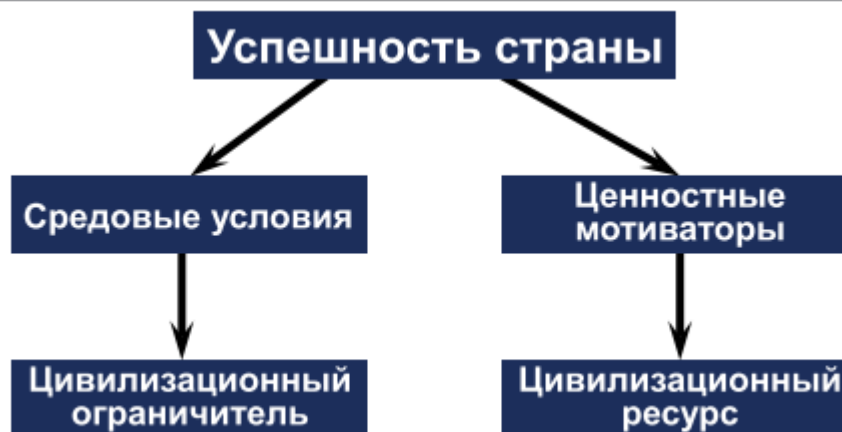 Успешность страны
Средовые условия
Ценностные
мотиваторы
Цивилизационный
ограничитель
Цивилизационный
ресурс